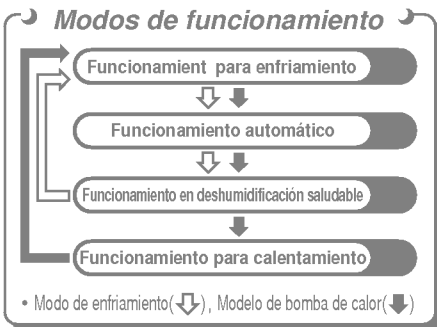 Modos de funcionamiento
Funcionamient para enfriamiento
Funcionamiento automático
Funcionamiento en deshumidificación saludable
Funcionamiento para calentamiento
• Modo de enfriamiento( ), Modelo de bomba de calor( )